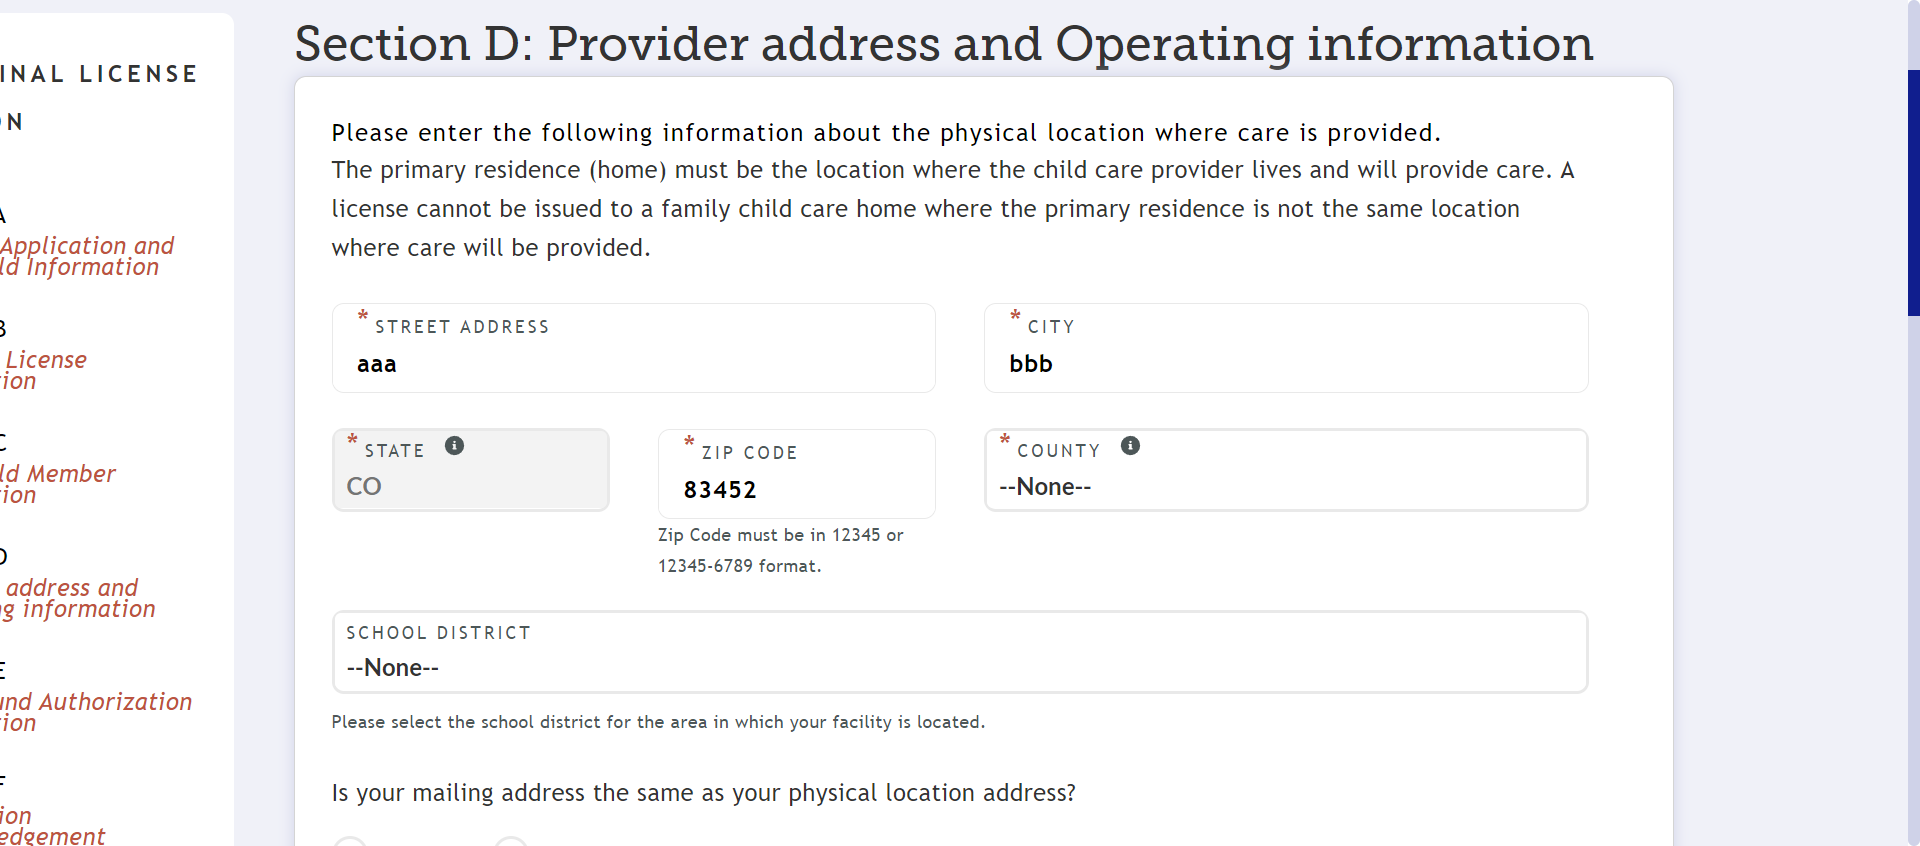 Section D: Provider address and Operating information
INAL LICENSE
ON
A
Application and
ld Information
B
License
ion
C
ld Member
ion
D
address and
ng information
E
und Authorization
ion
F
ion
edgement
Please enter the following information about the physical location where care is provided.
The primary residence (home) must be the location where the child care provider lives and will provide care. A
license cannot be issued to a family child care home where the primary residence is not the same location
where care will be provided.
* STREET ADDRESS
aaa
* CITY
bbb
* STATE
CO
* ZIP CODE
83452
Zip Code must be in 12345 or
12345-6789 format.
* COUNTY
--None--
SCHOOL DISTRICT
--None--
Please select the school district for the area in which your facility is located.
Is your mailing address the same as your physical location address?